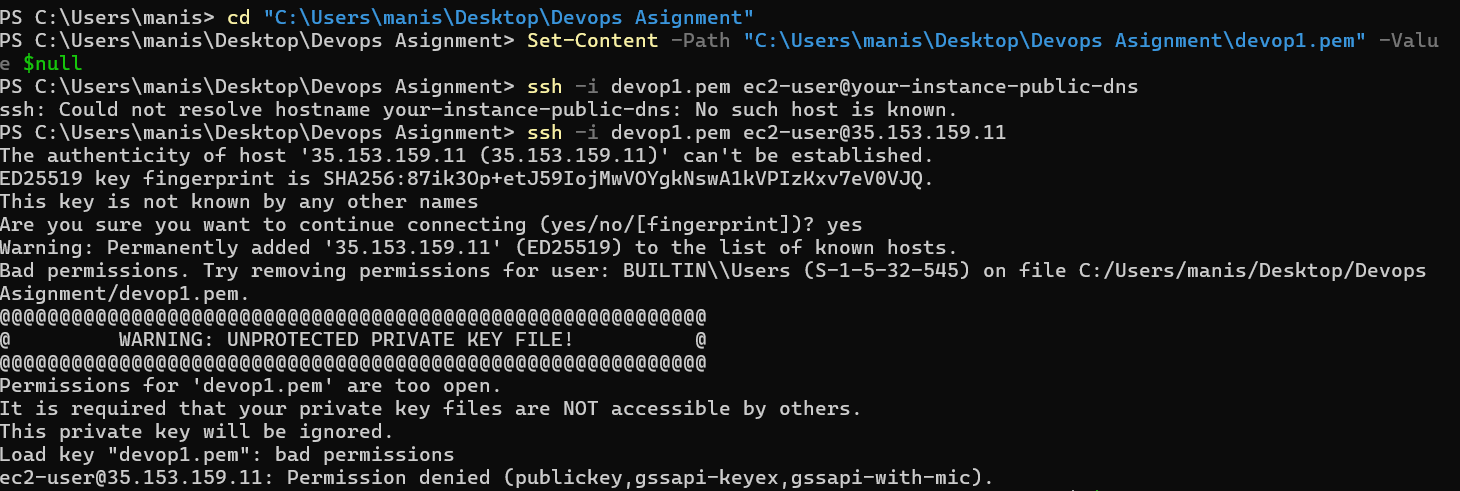 PS C:\Users\manis> cd "C:\Users\manis\Desktop\Devops Asignment"
PS C:\Users\manis\Desktop\Devops Asignment> Set-Content -Path "C:\Users\manis\Desktop\Devops Asignment\devop1.pem" -Valu
e $null
PS C:\Users\manis\Desktop\Devops Asignment> ssh -i devop1.pem ec2-user@your-instance-public-dns
ssh: Could not resolve hostname your-instance-public-dns: No such host is known.
PS C:\Users\manis\Desktop\Devops Asignment> ssh -i devop1.pem ec2-user@35.153.159.11
The authenticity of host '35.153.159.11 (35.153.159.11)' can't be established.
ED25519 key fingerprint is SHA256:87ik3Op+etJ59IojMwVOYgkNswA1kVPIzKxv7eV0VJQ.
This key is not known by any other names
Are you sure you want to continue connecting (yes/no/[fingerprint])? yes
Warning: Permanently added '35.153.159.11' (ED25519) to the list of known hosts.
Bad permissions. Try removing permissions for user: BUILTIN\\Users (S-1-5-32-545) on file C:/Users/manis/Desktop/Devops
Asignment/devop1.pem.
@@@@@@@@@@@@@@@@@@@@@@@@@@@@@@@@@@@@@@@@@@@@@@@@@@@@@@@@@@@
@         WARNING: UNPROTECTED PRIVATE KEY FILE!          @
@@@@@@@@@@@@@@@@@@@@@@@@@@@@@@@@@@@@@@@@@@@@@@@@@@@@@@@@@@@
Permissions for 'devop1.pem' are too open.
It is required that your private key files are NOT accessible by others.
This private key will be ignored.
Load key "devop1.pem": bad permissions
ec2-user@35.153.159.11: Permission denied (publickey,gssapi-keyex,gssapi-with-mic).